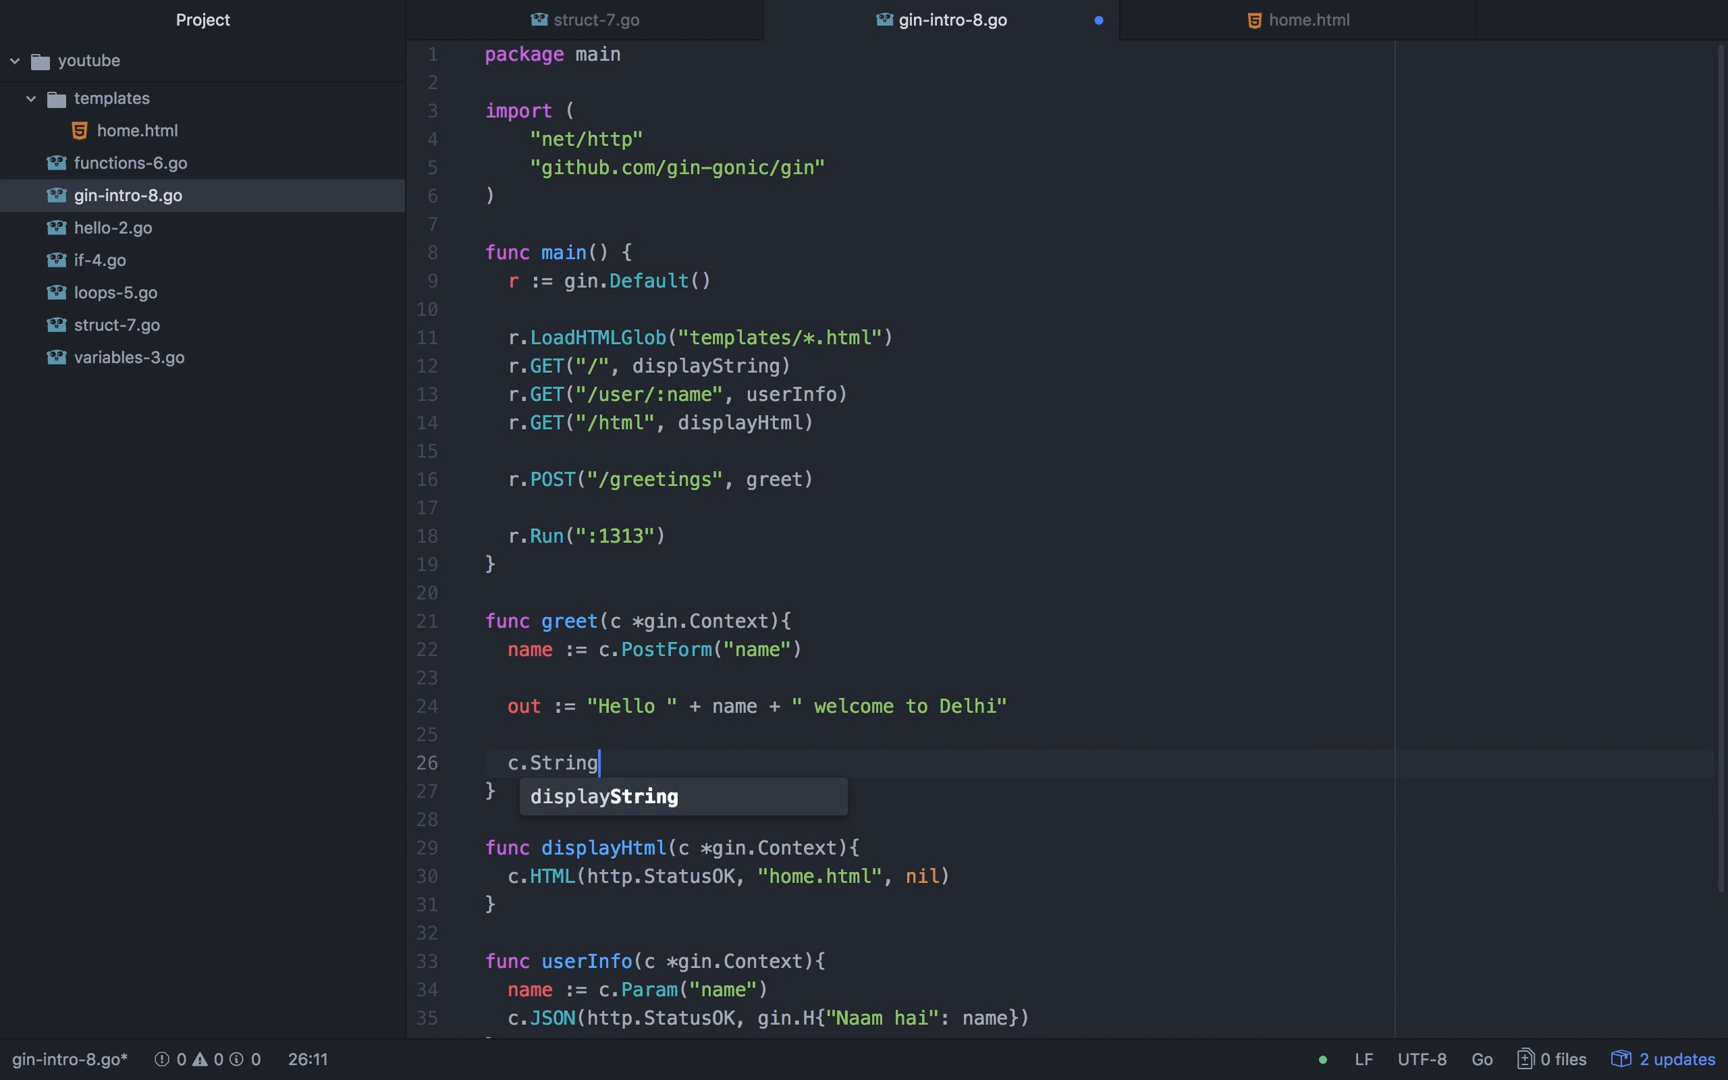 Project
struct-7.go
gin-intro-8.go
home.html
youtube
templates
home.html
functions-6.go
gin-intro-8.go
hello-2.go
if-4.go
loops-5.go
struct-7.go
variables-3.go
1 package main
2
3 import (
4 "net/http"
5 "github.com/gin-gonic/gin"
6 )
7
8 func main() {
9 r := gin.Default()
10
11 r.LoadHTMLGlob("templates/*.html")
12 r.GET("/", displayString)
13 r.GET("/user/:name", userInfo)
14 r.GET("/html", displayHtml)
15
16 r.POST("/greetings", greet)
17
18 r.Run(":1313")
19 }
20
21 func greet(c *gin.Context){
22 name := c.PostForm("name")
23
24 out := "Hello " + name + " welcome to Delhi"
25
26 c.String
27 }
displayString
28
29 func displayHtml(c *gin.Context){
30 c.HTML(http.StatusOK, "home.html", nil)
31 }
32
33 func userInfo(c *gin.Context){
34 name := c.Param("name")
35 c.JSON(http.StatusOK, gin.H{"Naam hai": name})
gin-intro-8.go* 0 0 0 26:11 LF UTF-8 Go 0 files 2 updates